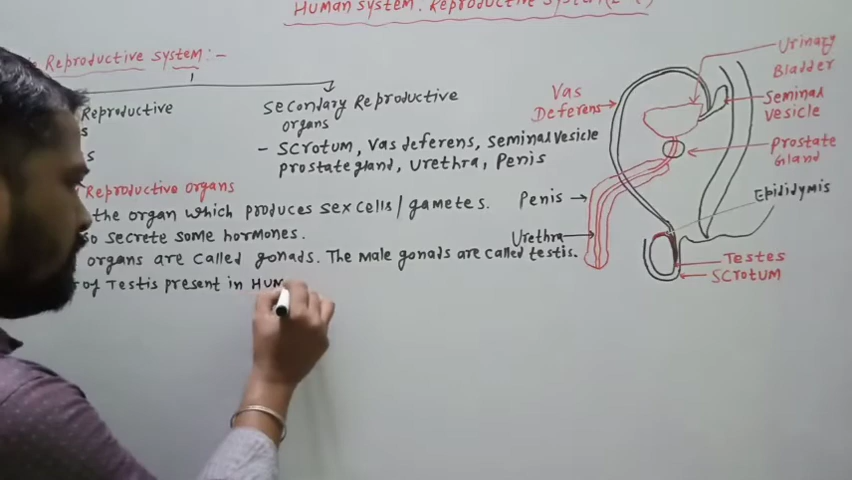 Human System. Reproductive System
Reproductive System:-
Reproductive
Secondary Reproductive
organs
- Scrotum, Vas deferens, Seminal Vesicle
prostate gland, Urethra, Penis
Reproductive organs
the organ which produces sex cells/gametes.
so secrete some hormones.
organs are called gonads. The Male gonads are called testis.
of Testis present in HUM
Vas
Deferens
Penis
Urethra
Urinary
Bladder
Seminal
Vesicle
Prostate
Gland
Epididymis
Testes
Scrotum